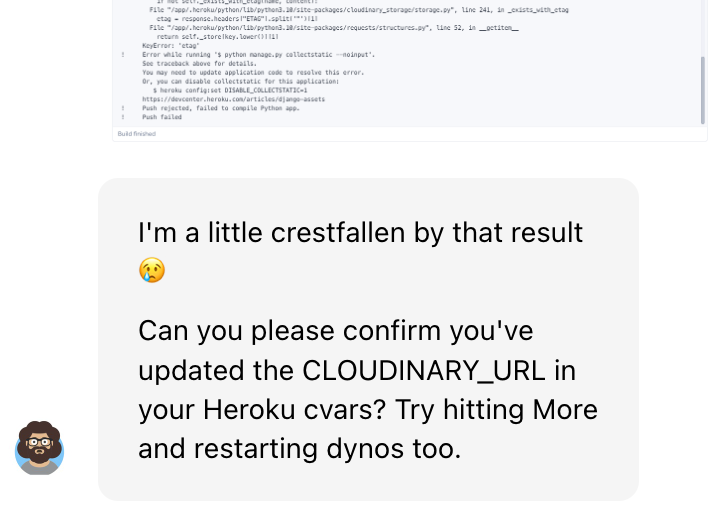 if not self._exists_with_etag(name, content):
File "/app/.heroku/python/lib/python3.10/site-packages/cloudinary_storage/storage.py", line 241, in _exists_with_etag
etag = response.headers["ETAG"].split('"')[1]
File "/app/.heroku/python/lib/python3.10/site-packages/requests/structures.py", line 52, in __getitem__
return self._store[key.lower()][1]
KeyError: 'etag'
! Error while running '$ python manage.py collectstatic --noinput'.
See traceback above for details.
You may need to update application code to resolve this error.
Or, you can disable collectstatic for this application:
$ heroku config:set DISABLE_COLLECTSTATIC=1
https://devcenter.heroku.com/articles/django-assets
! Push rejected, failed to compile Python app.
! Push failed
Build finished
I'm a little crestfallen by that result
😢
Can you please confirm you've
updated the CLOUDINARY_URL in
your Heroku cvars? Try hitting More
and restarting dynos too.